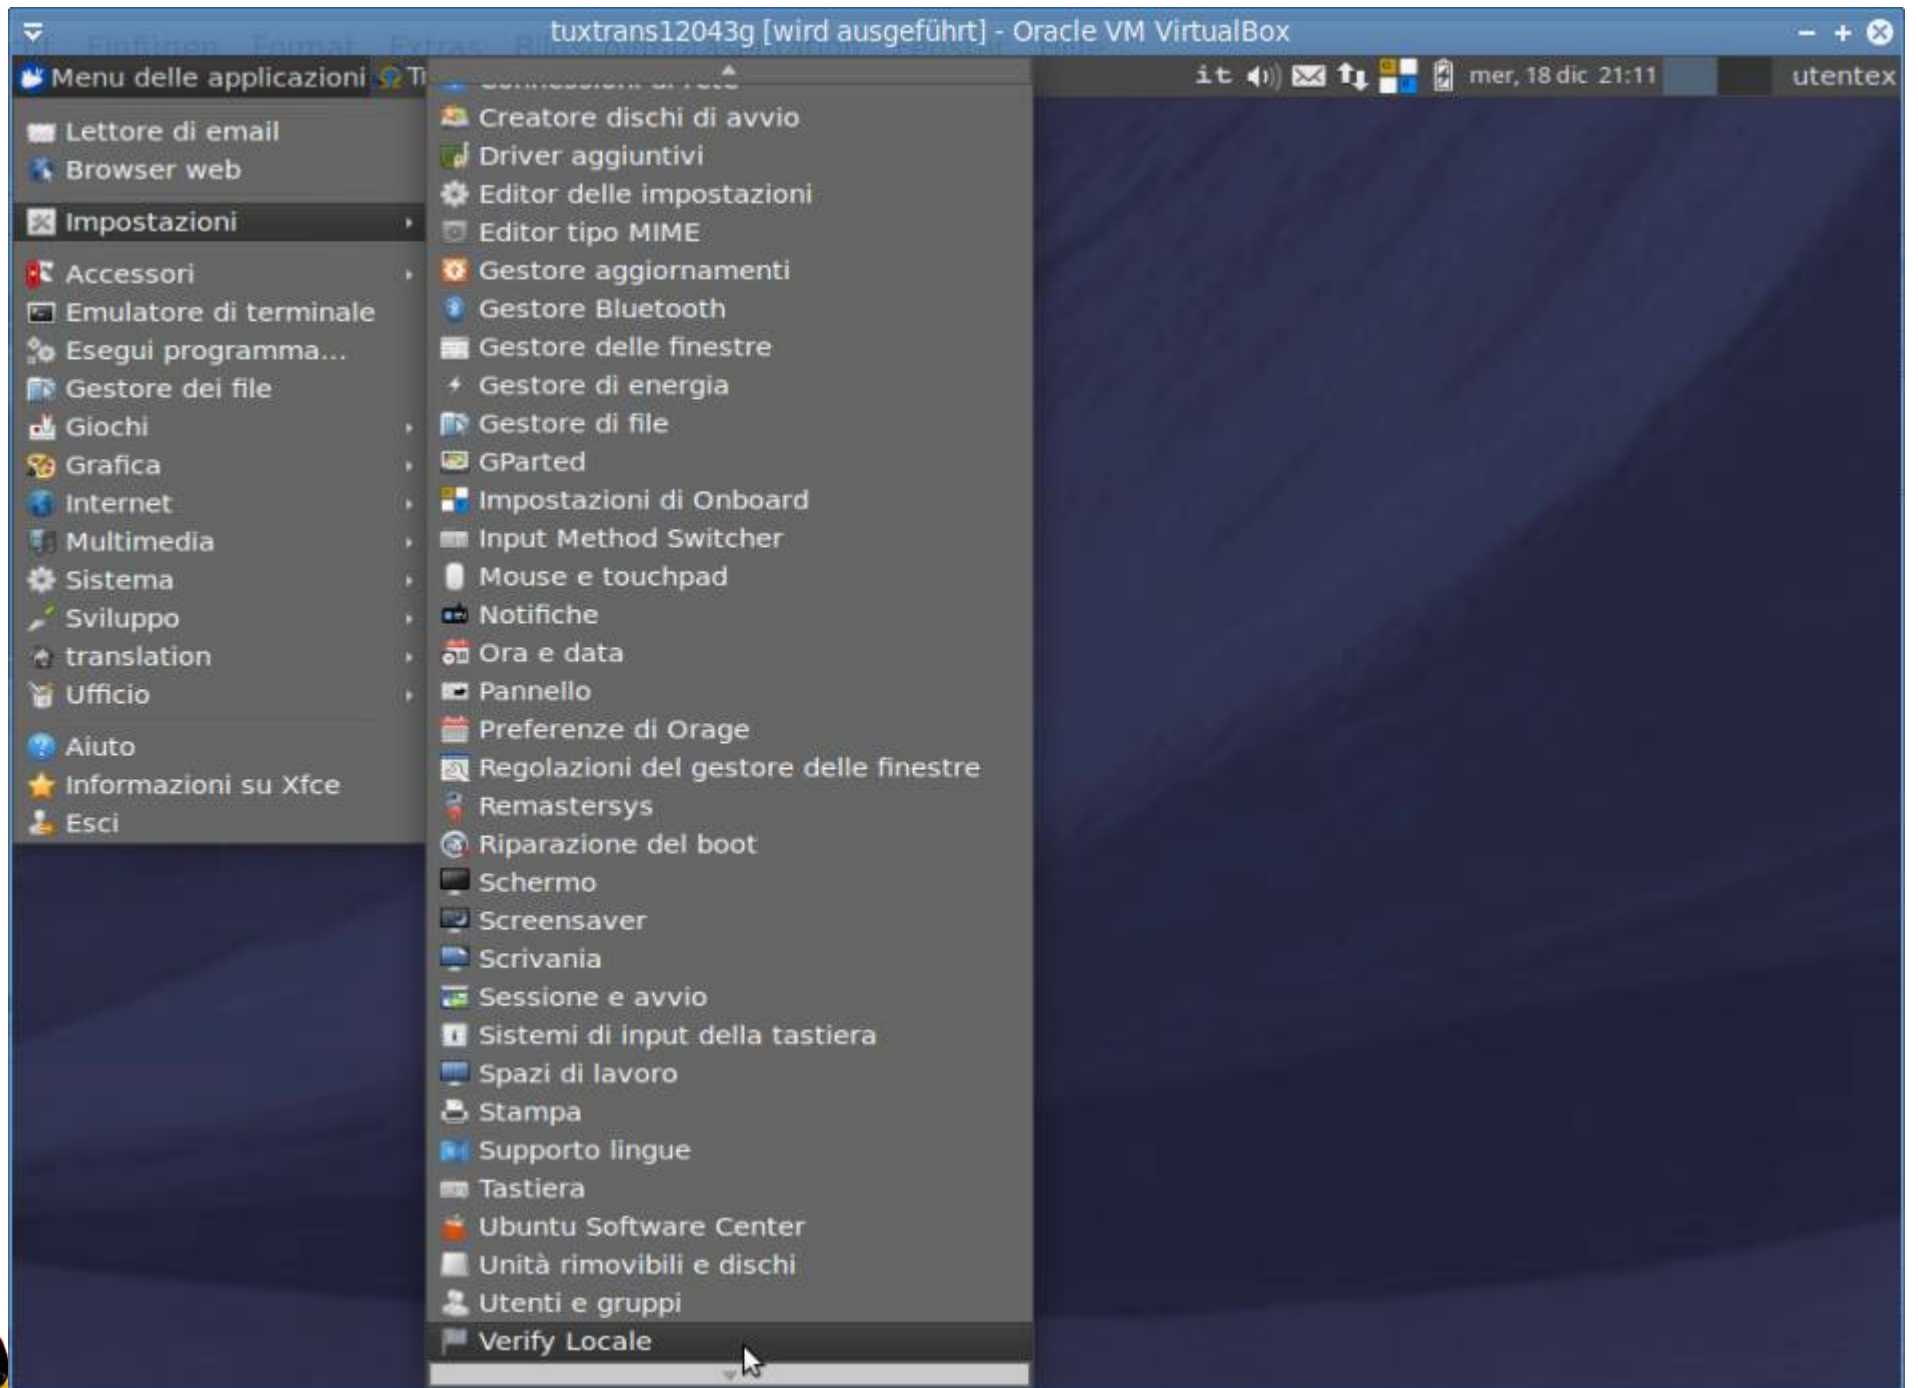 tuxtrans12043g [wird ausgeführt] - Oracle VM VirtualBox
Einfügen Format Extras
Menu delle applicazioni
it mer, 18 dic 21:11 utentex
Lettore di email
Browser web
Impostazioni
Accessori
Emulatore di terminale
Esegui programma...
Gestore dei file
Giochi
Grafica
Internet
Multimedia
Sistema
Sviluppo
translation
Ufficio
Aiuto
Informazioni su Xfce
Esci
Connessioni di rete
Creatore dischi di avvio
Driver aggiuntivi
Editor delle impostazioni
Editor tipo MIME
Gestore aggiornamenti
Gestore Bluetooth
Gestore delle finestre
Gestore di energia
Gestore di file
GParted
Impostazioni di Onboard
Input Method Switcher
Mouse e touchpad
Notifiche
Ora e data
Pannello
Preferenze di Orage
Regolazioni del gestore delle finestre
Remastersys
Riparazione del boot
Schermo
Screensaver
Scrivania
Sessione e avvio
Sistemi di input della tastiera
Spazi di lavoro
Stampa
Supporto lingue
Tastiera
Ubuntu Software Center
Unità rimovibili e dischi
Utenti e gruppi
Verify Locale